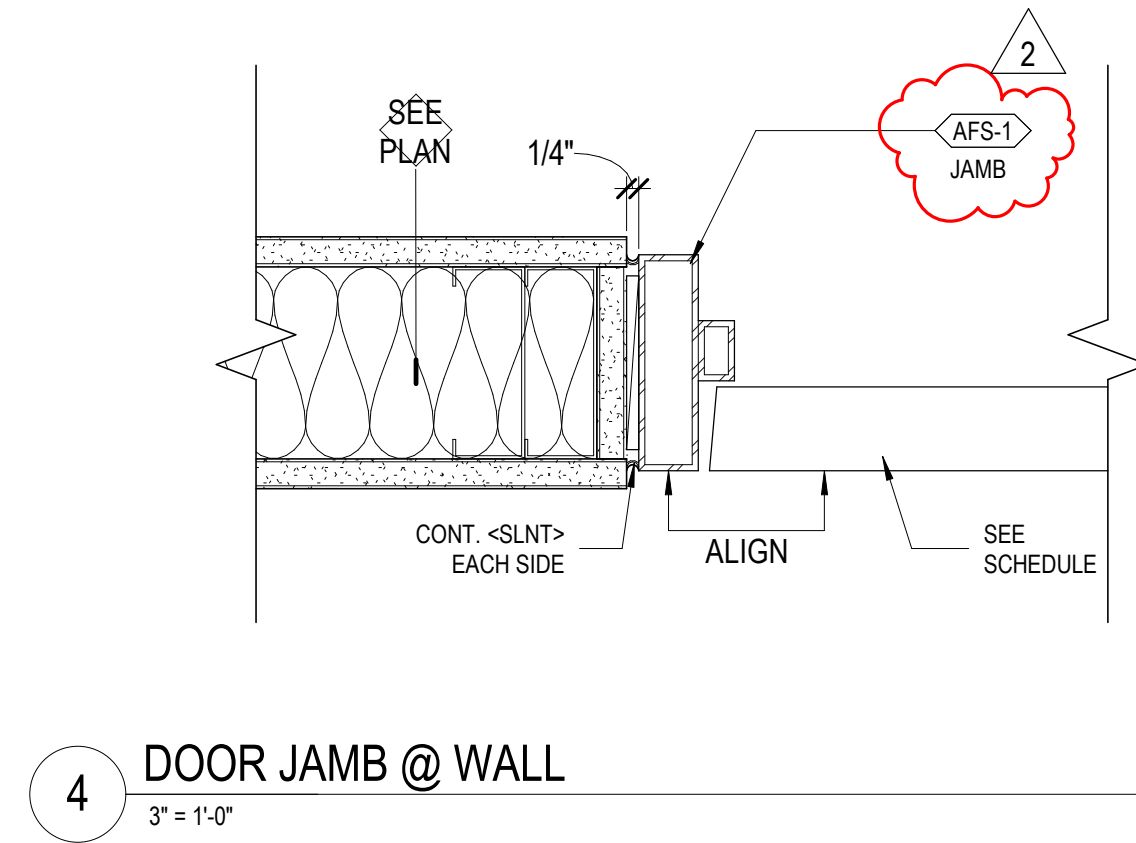 2
SEE
PLAN
1/4"
AFS-1
JAMB
CONT. <SLNT>
EACH SIDE
ALIGN
SEE
SCHEDULE
4
DOOR JAMB @ WALL
3" = 1'-0"